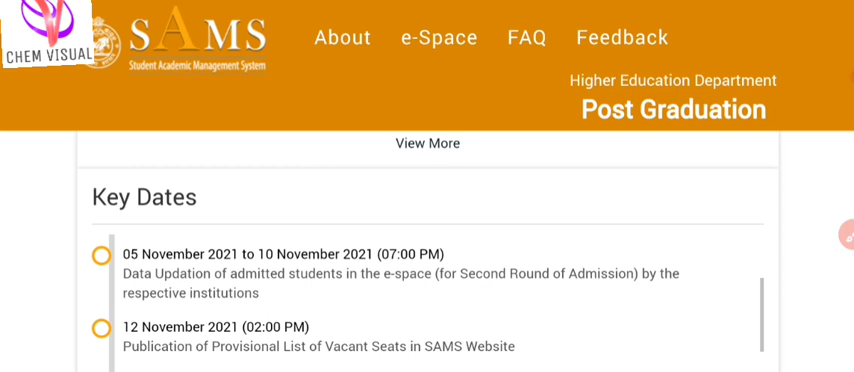 CHEM VISUAL
SAMS
Student Academic Management System
About e-Space FAQ Feedback
Higher Education Department
Post Graduation
View More
Key Dates
05 November 2021 to 10 November 2021 (07:00 PM)
Data Updation of admitted students in the e-space (for Second Round of Admission) by the
respective institutions
12 November 2021 (02:00 PM)
Publication of Provisional List of Vacant Seats in SAMS Website